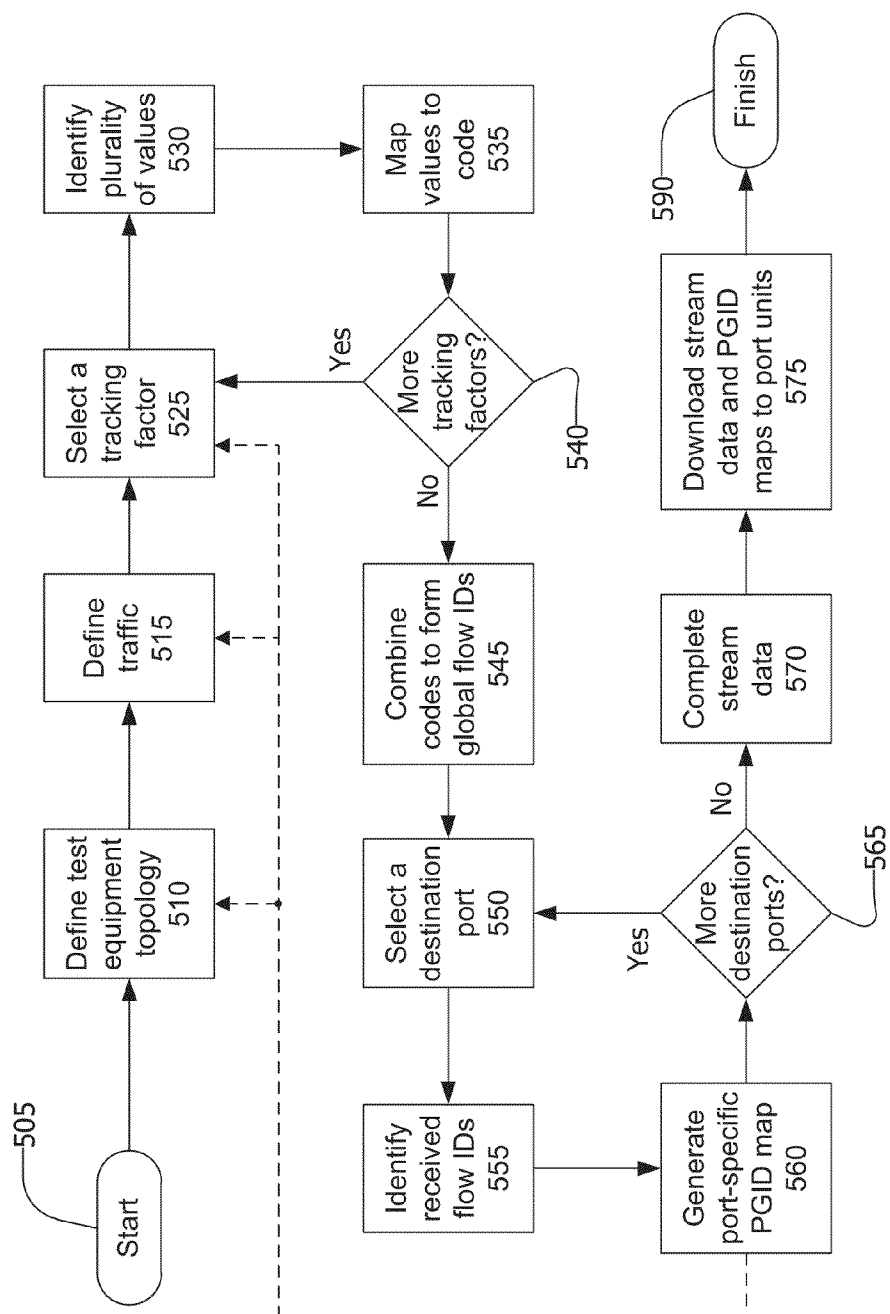 505
Start
Define test
equipment
topology
510
Define
traffic
515
Select a
tracking
factor
525
Identify
plurality
of values
530
Map
values to
code
535
More
tracking
factors?
540
Yes
No
Combine
codes to form
global flow IDs
545
Select a
destination
port
550
Identify
received
flow IDs
555
Generate
port-specific
PGID map
560
More
destination
ports?
565
Yes
No
Complete
stream
data
570
Download stream
data and PGID
maps to port units
575
590
Finish